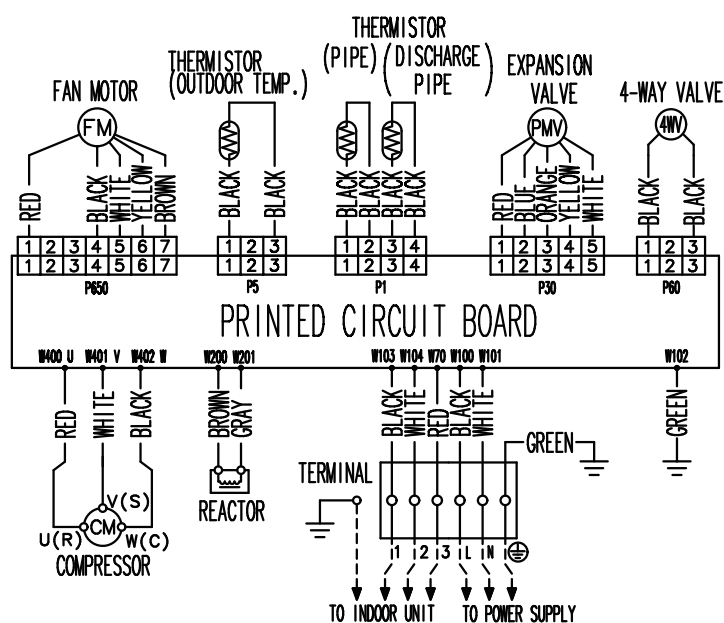 THERMISTOR
THERMISTOR (PIPE) (DISCHARGE EXPANSION
FAN MOTOR (OUTDOOR TEMP.) PIPE) VALVE 4-WAY VALVE
FM PMV 4WV
RED BLACK WHITE YELLOW BROWN BLACK BLACK BLACK BLACK BLACK BLACK RED BLUE ORANGE YELLOW WHITE BLACK BLACK
1 2 3 4 5 6 7 1 2 3 1 2 3 4 1 2 3 4 5 1 2 3
1 2 3 4 5 6 7 1 2 3 1 2 3 4 1 2 3 4 5 1 2 3
P650 P5 P1 P30 P60
PRINTED CIRCUIT BOARD
W400 U W401 V W402 W W200 W201 W103 W104 W70 W100 W101 W102
RED WHITE BLACK BROWN GRAY BLACK WHITE RED BLACK WHITE GREEN
GREEN
TERMINAL
V(S)
REACTOR
CM
U(R) W(C)
COMPRESSOR
1 2 3 L N
TO INDOOR UNIT TO POWER SUPPLY